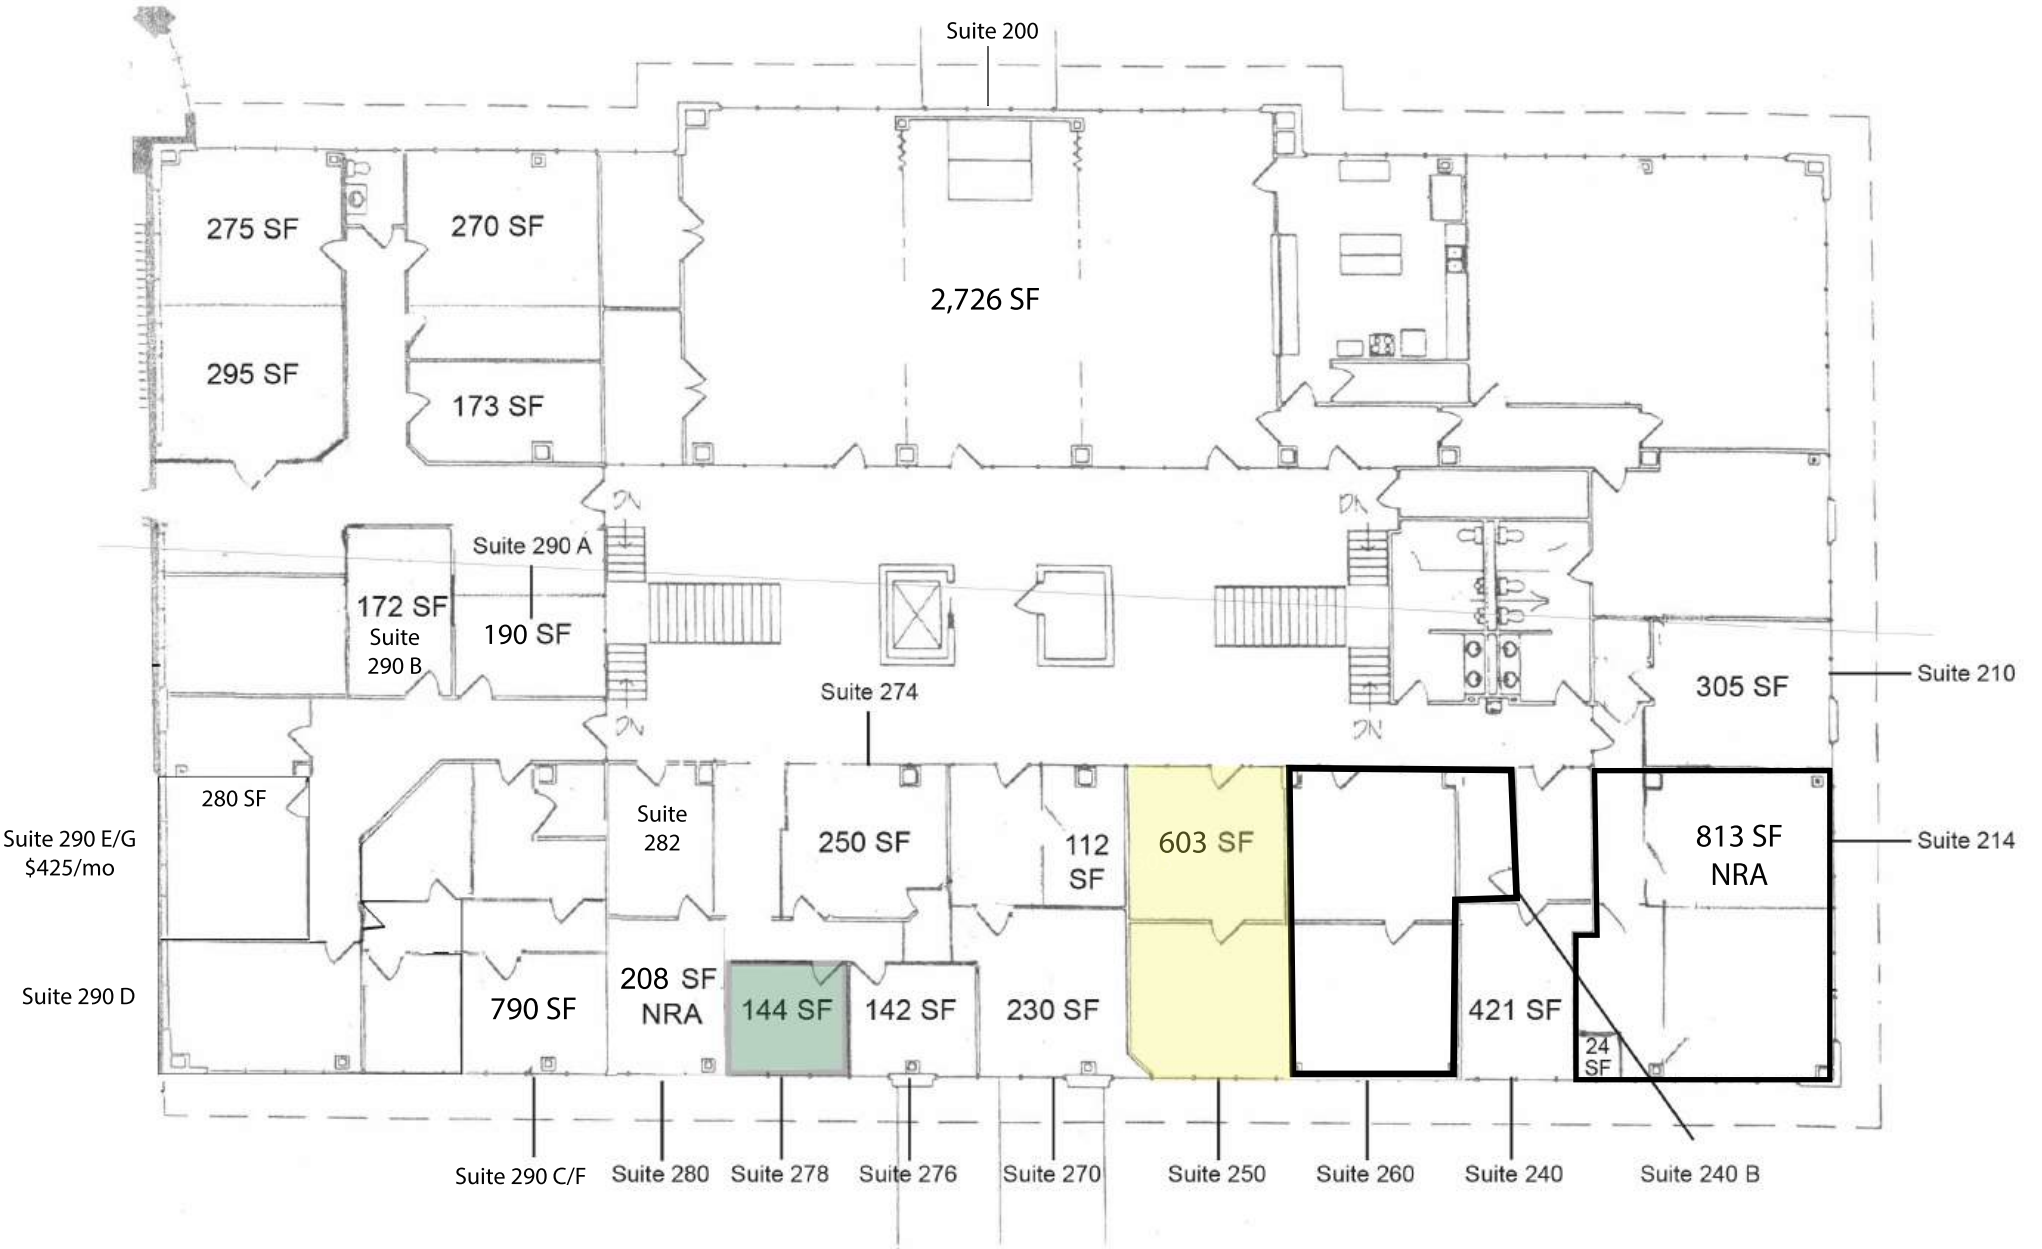 Suite 200
275 SF
270 SF
2,726 SF
295 SF
173 SF
DN
DN
Suite 290 A
172 SF
Suite
290 B
190 SF
DN
DN
Suite 274
305 SF
Suite 210
280 SF
Suite 290 E/G
$425/mo
Suite
282
250 SF
112
SF
603 SF
813 SF
NRA
Suite 214
Suite 290 D
790 SF
208 SF
NRA
144 SF
142 SF
230 SF
421 SF
24
SF
Suite 290 C/F
Suite 280
Suite 278
Suite 276
Suite 270
Suite 250
Suite 260
Suite 240
Suite 240 B